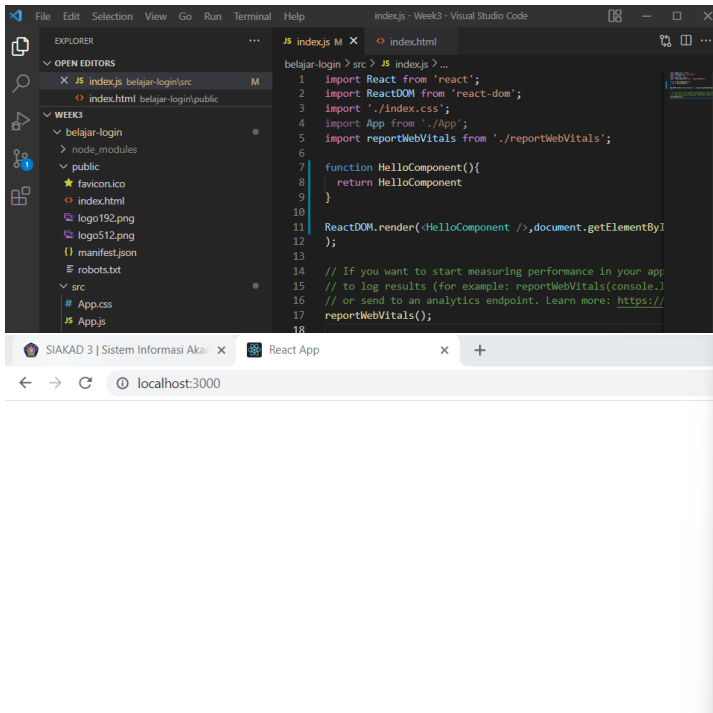 File Edit Selection View Go Run Terminal Help index.js - Week3 - Visual Studio Code
EXPLORER
OPEN EDITORS
index.js belajar-login\src M
index.html belajar-login\public
WEEK3
belajar-login
node_modules
public
favicon.ico
index.html
logo192.png
logo512.png
manifest.json
robots.txt
src
App.css
App.js
1
JS index.js M index.html
belajar-login > src > JS index.js > ...
1 import React from 'react';
2 import ReactDOM from 'react-dom';
3 import './index.css';
4 import App from './App';
5 import reportWebVitals from './reportWebVitals';
6
7 function HelloComponent(){
8 return HelloComponent
9 }
10
11 ReactDOM.render(<HelloComponent />,document.getElementByI
12 );
13
14 // If you want to start measuring performance in your app
15 // to log results (for example: reportWebVitals(console.l
16 // or send to an analytics endpoint. Learn more: https://
17 reportWebVitals();
18
SIAKAD 3 | Sistem Informasi Akad React App
localhost:3000